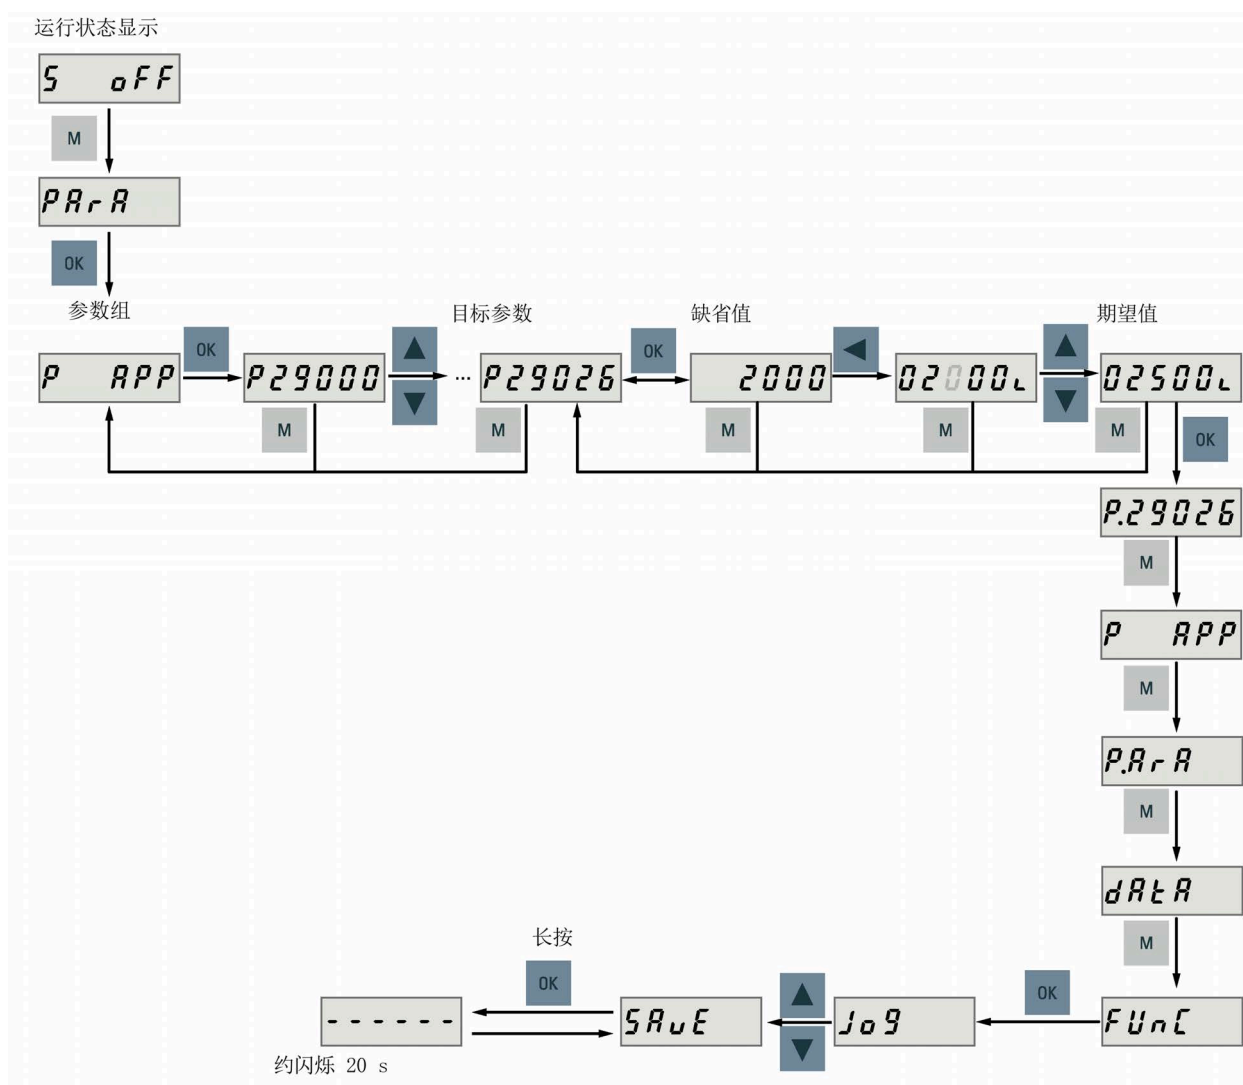 运行状态显示
S oFF
M
PArA
OK
参数组
目标参数
缺省值
期望值
P APP
OK
P29000
...
P29026
OK
2000
02000L
02500L
M
M
M
M
M
OK
P.29026
M
P APP
M
P.ArA
M
dAtA
M
长按
OK
OK
------
SAvE
JoG
FUnC
约闪烁 20 s